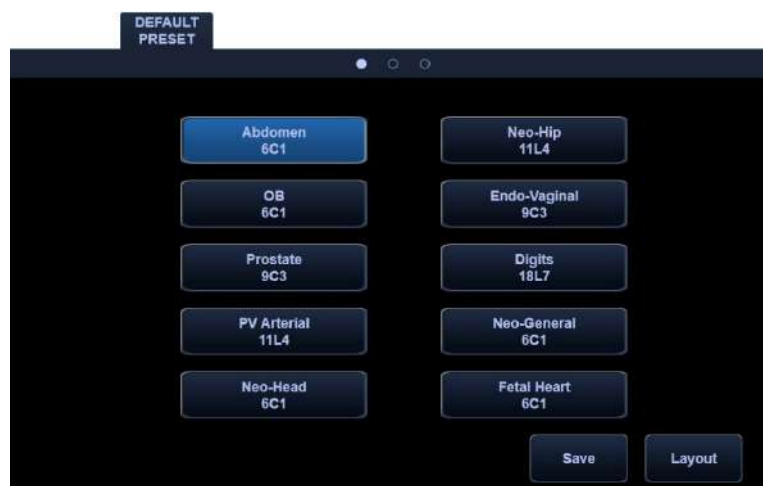 DEFAULT
PRESET
Abdomen
6C1
Neo-Hip
11L4
OB
6C1
Endo-Vaginal
9C3
Prostate
9C3
Digits
18L7
PV Arterial
11L4
Neo-General
6C1
Neo-Head
6C1
Fetal Heart
6C1
Save
Layout